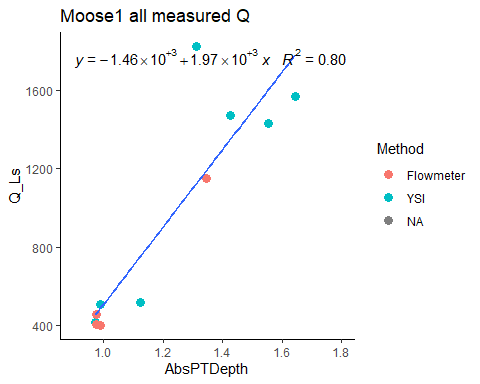 Moose1 all measured Q
y = −1.46×10⁺³ +1.97×10⁺³ x R² = 0.80
1600
1200
800
400
Q_Ls
1.0 1.2 1.4 1.6 1.8
AbsPTDepth
Method
Flowmeter
YSI
NA